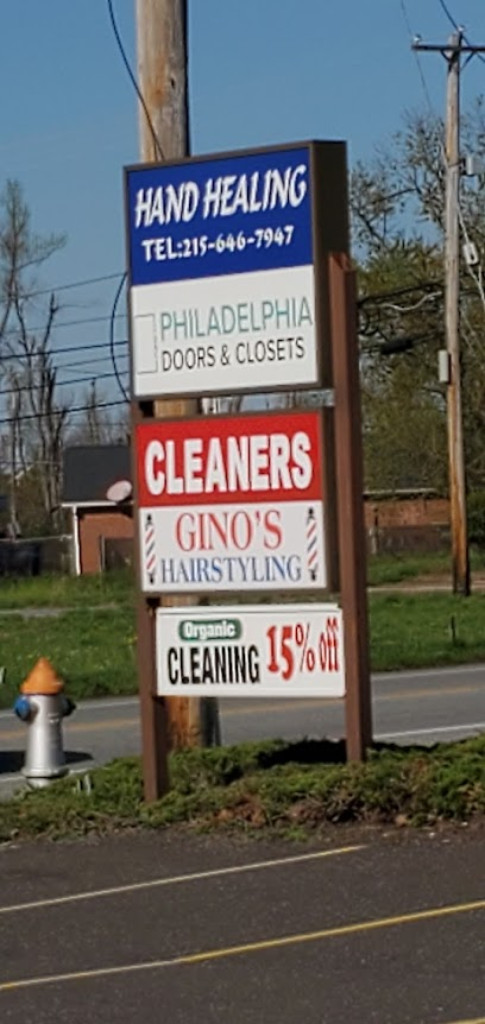 HAND HEALING
TEL:215-646-7947
PHILADELPHIA
DOORS & CLOSETS
CLEANERS
GINO'S
HAIRSTYLING
Organic
CLEANING 15% off